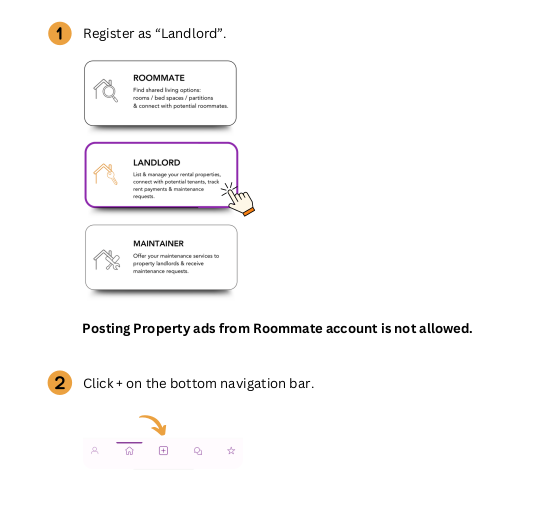 1 Register as “Landlord”.
ROOMMATE
Find shared living options:
rooms / bed spaces / partitions
& connect with potential roommates.
LANDLORD
List & manage your rental properties,
connect with potential tenants, track
rent payments & maintenance
requests.
MAINTAINER
Offer your maintenance services to
property landlords & receive
maintenance requests.
Posting Property ads from Roommate account is not allowed.
2 Click + on the bottom navigation bar.